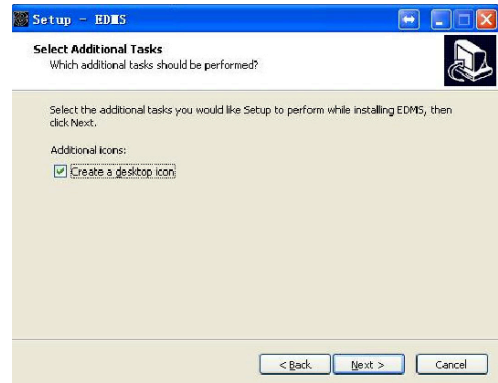 Setup - EDMS
Select Additional Tasks
Which additional tasks should be performed?
Select the additional tasks you would like Setup to perform while installing EDMS, then
click Next.
Additional icons:
Create a desktop icon
< Back
Next >
Cancel